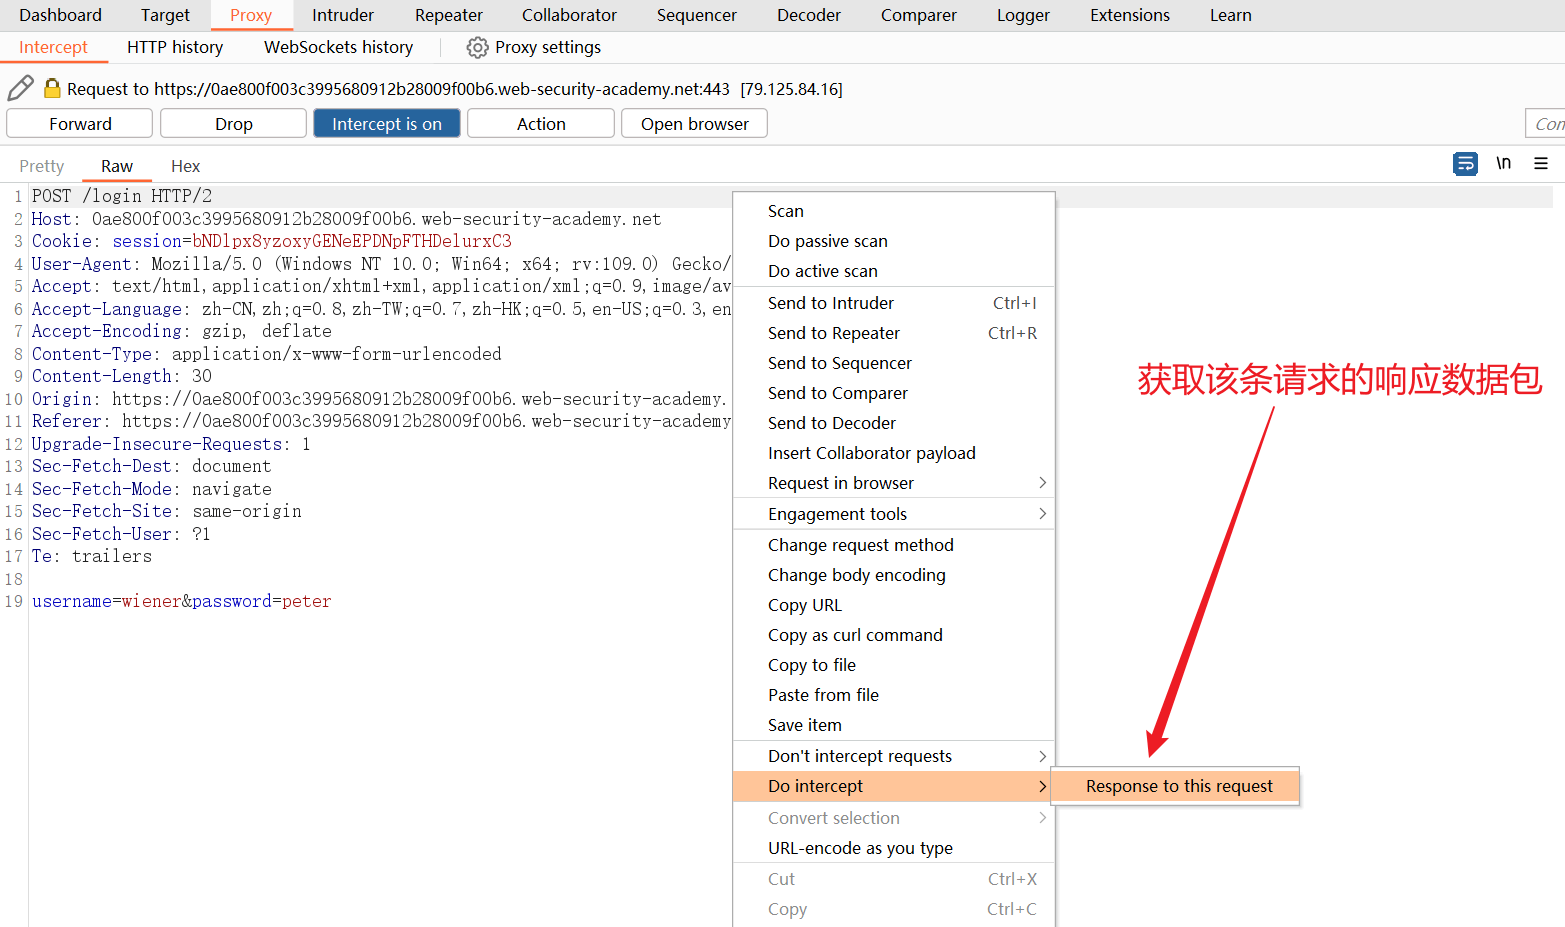 Dashboard Target Proxy Intruder Repeater Collaborator Sequencer Decoder Comparer Logger Extensions Learn
Intercept HTTP history WebSockets history Proxy settings
Request to https://0ae800f003c3995680912b28009f00b6.web-security-academy.net:443 [79.125.84.16]
Forward Drop Intercept is on Action Open browser Con
Pretty Raw Hex \n
1 POST /login HTTP/2
2 Host: 0ae800f003c3995680912b28009f00b6.web-security-academy.net
3 Cookie: session=bNDlpx8yzoxyGENeEPDNpFTHDelurxC3
4 User-Agent: Mozilla/5.0 (Windows NT 10.0; Win64; x64; rv:109.0) Gecko/
5 Accept: text/html,application/xhtml+xml,application/xml;q=0.9,image/av
6 Accept-Language: zh-CN,zh;q=0.8,zh-TW;q=0.7,zh-HK;q=0.5,en-US;q=0.3,en
7 Accept-Encoding: gzip, deflate
8 Content-Type: application/x-www-form-urlencoded
9 Content-Length: 30
10 Origin: https://0ae800f003c3995680912b28009f00b6.web-security-academy.
11 Referer: https://0ae800f003c3995680912b28009f00b6.web-security-academy
12 Upgrade-Insecure-Requests: 1
13 Sec-Fetch-Dest: document
14 Sec-Fetch-Mode: navigate
15 Sec-Fetch-Site: same-origin
16 Sec-Fetch-User: ?1
17 Te: trailers
18
19 username=wiener&password=peter
Scan
Do passive scan
Do active scan
Send to Intruder Ctrl+I
Send to Repeater Ctrl+R
Send to Sequencer
Send to Comparer
Send to Decoder
Insert Collaborator payload
Request in browser
Engagement tools
Change request method
Change body encoding
Copy URL
Copy as curl command
Copy to file
Paste from file
Save item
Don't intercept requests
Do intercept
Response to this request
Convert selection
URL-encode as you type
Cut Ctrl+X
Copy Ctrl+C
获取该条请求的响应数据包